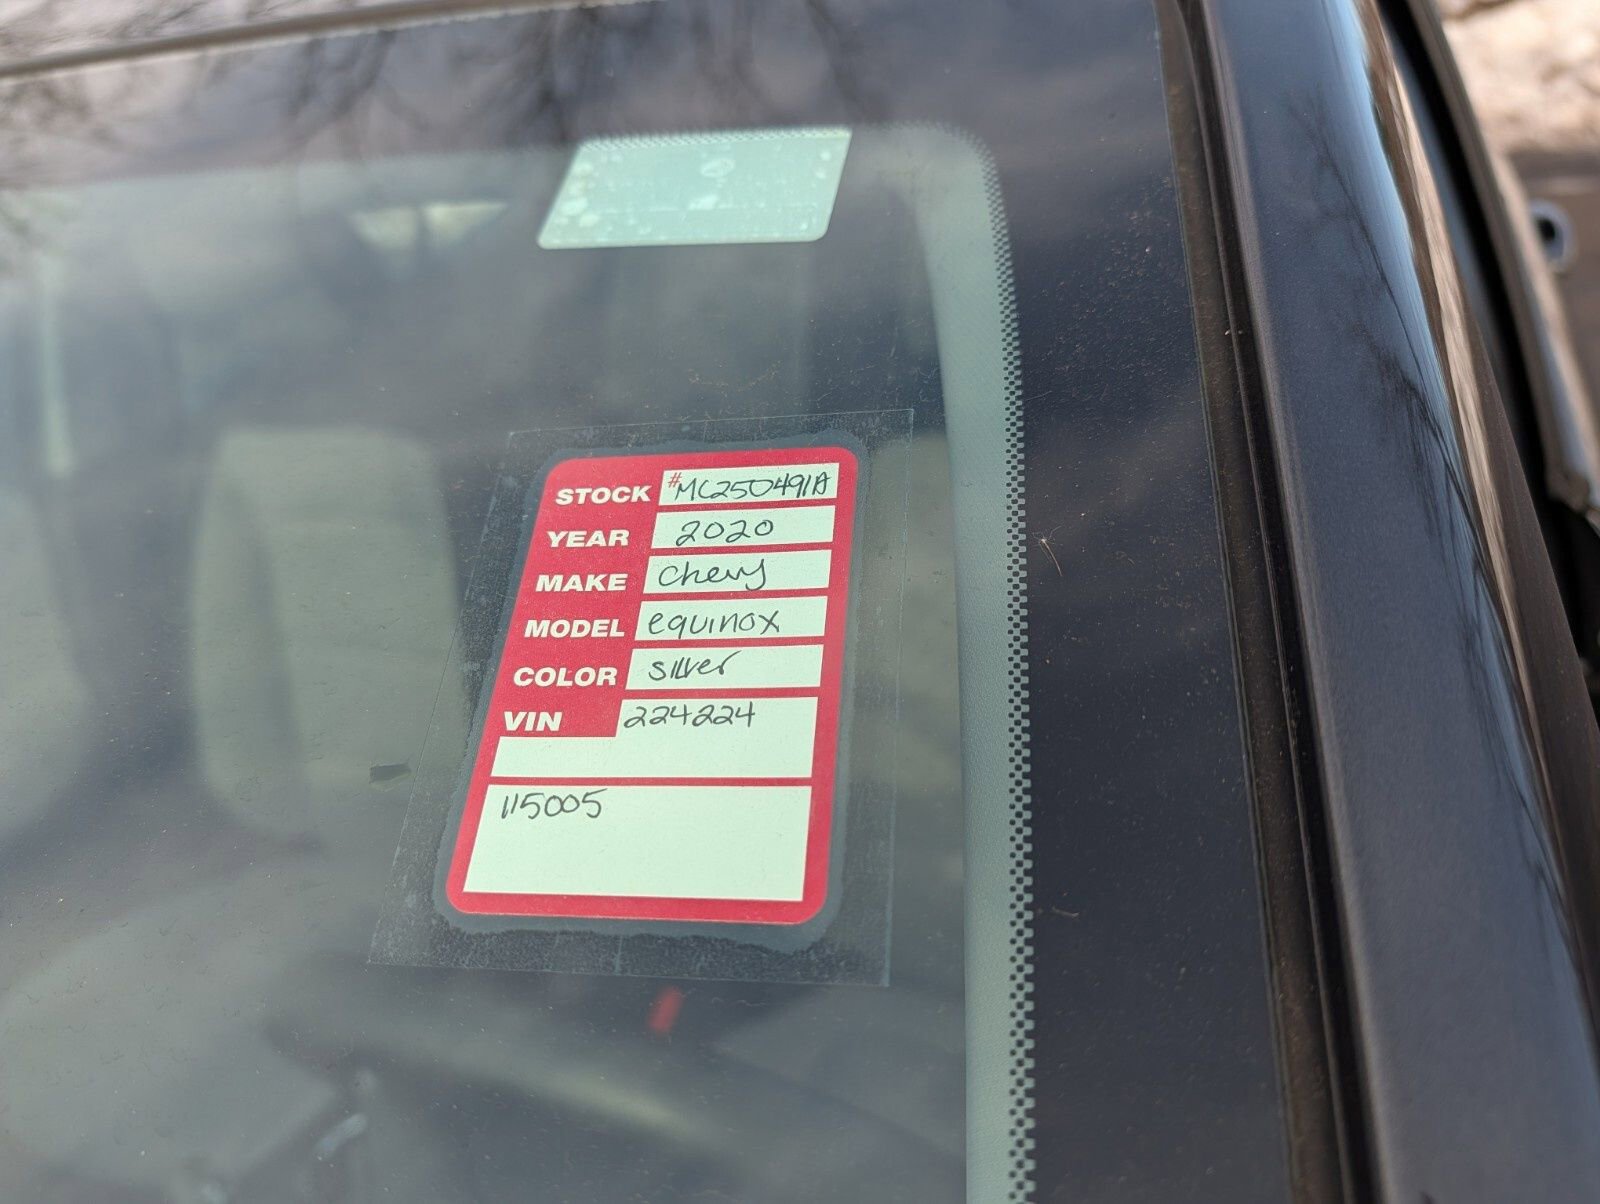 STOCK #MC250491A
YEAR 2020
MAKE Chevy
MODEL equinox
COLOR silver
VIN 224224
115005